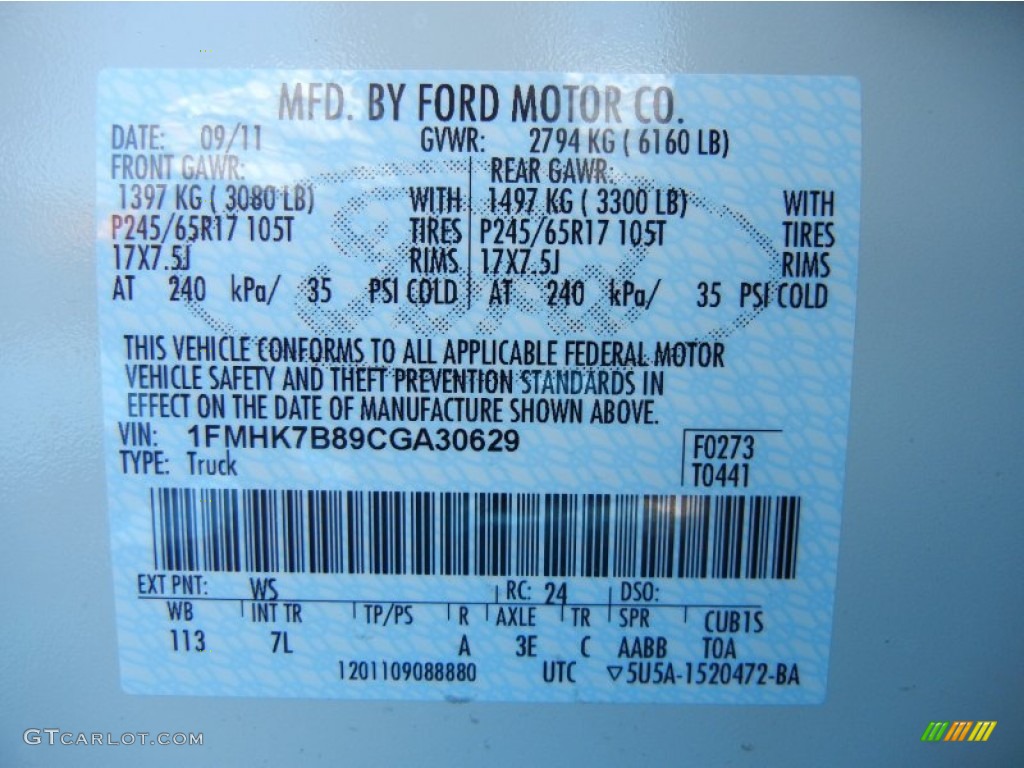 MFD. BY FORD MOTOR CO.
DATE: 09/11 GVWR: 2794 KG ( 6160 LB)
FRONT GAWR: REAR GAWR:
1397 KG ( 3080 LB) WITH 1497 KG ( 3300 LB) WITH
P245/65R17 105T TIRES P245/65R17 105T TIRES
17X7.5J RIMS 17X7.5J RIMS
AT 240 kPa/ 35 PSI COLD AT 240 kPa/ 35 PSI COLD
THIS VEHICLE CONFORMS TO ALL APPLICABLE FEDERAL MOTOR
VEHICLE SAFETY AND THEFT PREVENTION STANDARDS IN
EFFECT ON THE DATE OF MANUFACTURE SHOWN ABOVE.
VIN: 1FMHK7B89CGA30629 F0273
TYPE: Truck T0441
EXT PNT: WS RC: 24 DSO:
WB INT TR TP/PS R AXLE TR SPR CUB1S
113 7L A 3E C AABB TOA
1201109088880 UTC ▽5U5A-1520472-BA
GTCARLOT.COM